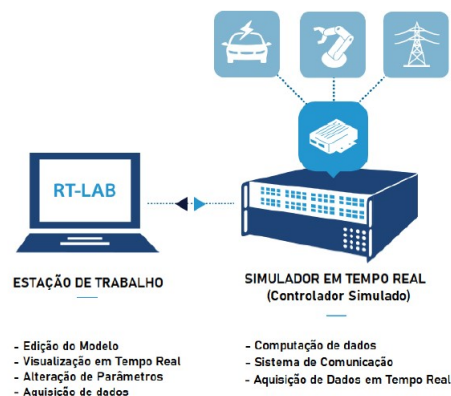 RT-LAB
ESTAÇÃO DE TRABALHO
- Edição do Modelo
- Visualização em Tempo Real
- Alteração de Parâmetros
- Aquisição de dados
SIMULADOR EM TEMPO REAL
(Controlador Simulado)
- Computação de dados
- Sistema de Comunicação
- Aquisição de Dados em Tempo Real